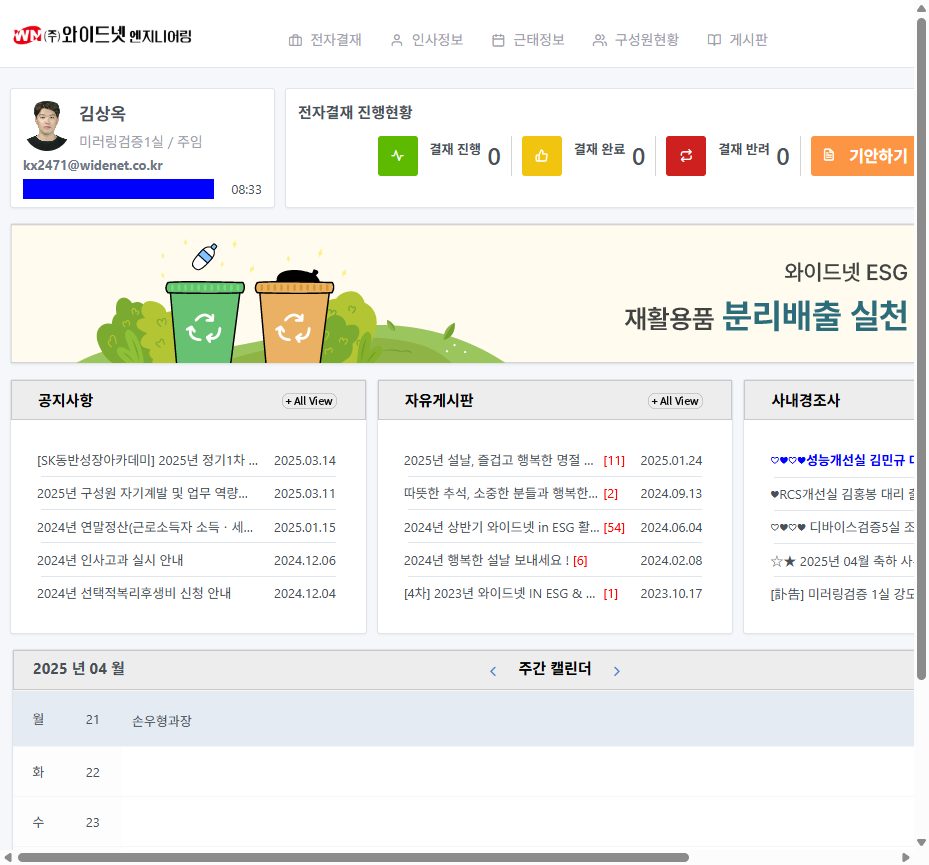 WM (주)와이드넷 엔지니어링
전자결재 인사정보 근태정보 구성원현황 게시판
김상옥
미러링검증1실 / 주임
kx2471@widenet.co.kr
08:33
전자결재 진행현황
결재 진행 0 결재 완료 0 결재 반려 0 기안하기
와이드넷 ESG
재활용품 분리배출 실천
공지사항 + All View
[SK동반성장아카데미] 2025년 정기1차 ... 2025.03.14
2025년 구성원 자기계발 및 업무 역량... 2025.03.11
2024년 연말정산(근로소득자 소득ㆍ세... 2025.01.15
2024년 인사고과 실시 안내 2024.12.06
2024년 선택적복리후생비 신청 안내 2024.12.04
자유게시판 + All View
2025년 설날, 즐겁고 행복한 명절 ... [11] 2025.01.24
따뜻한 추석, 소중한 분들과 행복한... [2] 2024.09.13
2024년 상반기 와이드넷 in ESG 활... [54] 2024.06.04
2024년 행복한 설날 보내세요 ! [6] 2024.02.08
[4차] 2023년 와이드넷 IN ESG & ... [1] 2023.10.17
사내경조사
♡♥♡♥성능개선실 김민규
♥RCS개선실 김홍봉 대리
♡♥♡♥ 디바이스검증5실 조
☆★ 2025년 04월 축하 사
[訃告] 미러링검증 1실 강도
2025 년 04 월 < 주간 캘린더 >
월 21 손우형과장
화 22
수 23